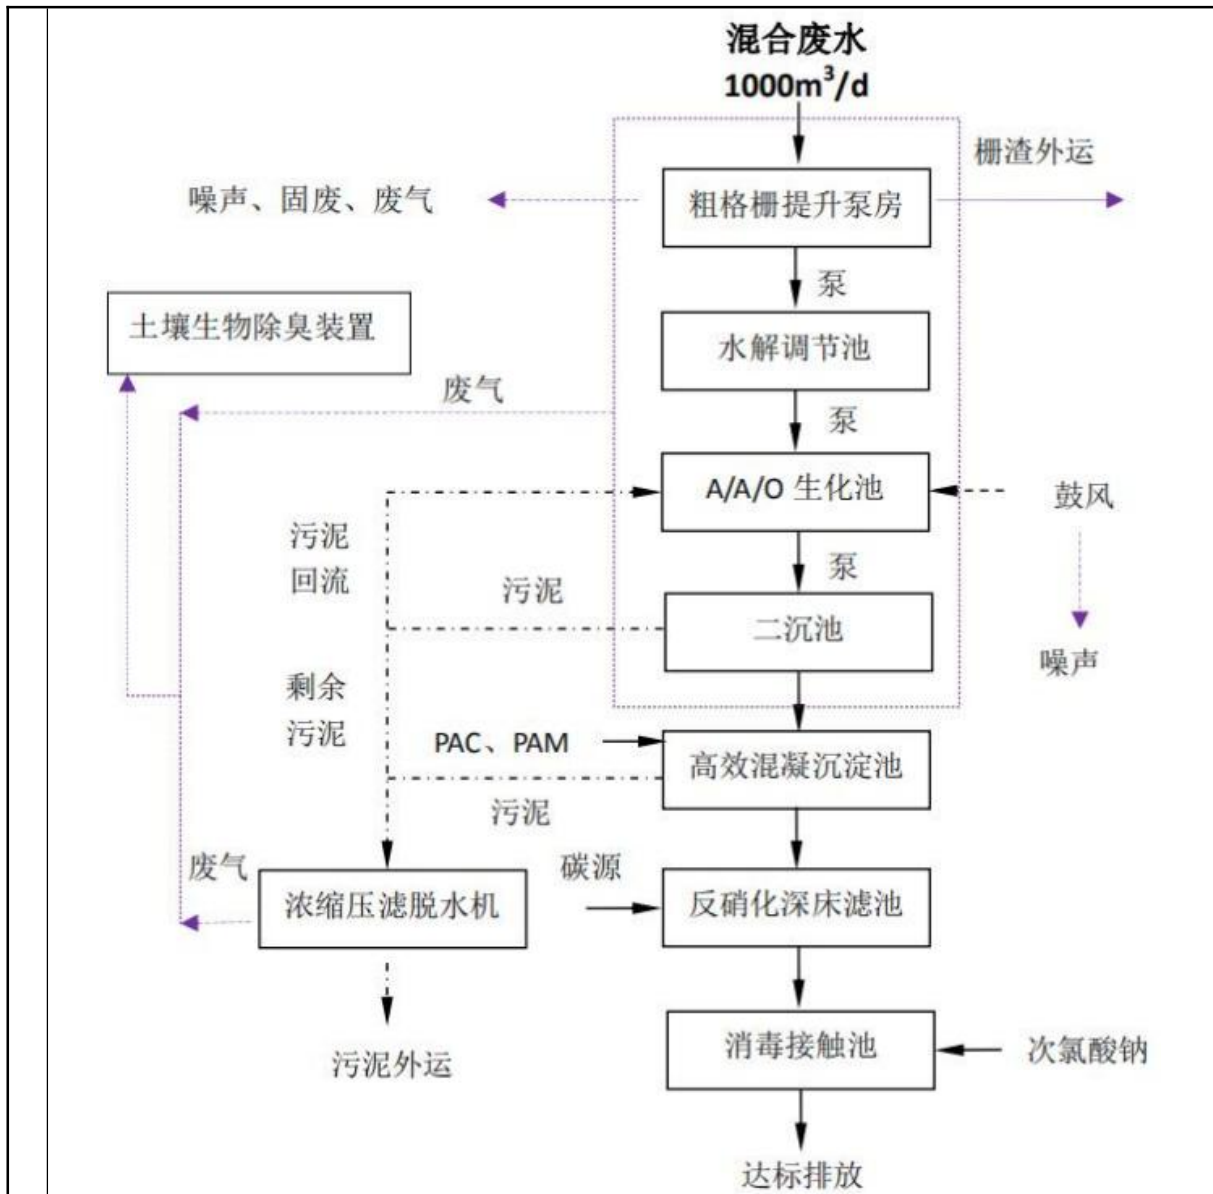 混合废水
1000m³/d
栅渣外运
噪声、固废、废气
粗格栅提升泵房
泵
土壤生物除臭装置
水解调节池
废气
泵
A/A/O 生化池
鼓风
污泥
回流
泵
污泥
二沉池
噪声
剩余
污泥
PAC、PAM
高效混凝沉淀池
污泥
废气
碳源
浓缩压滤脱水机
反硝化深床滤池
消毒接触池
次氯酸钠
污泥外运
达标排放